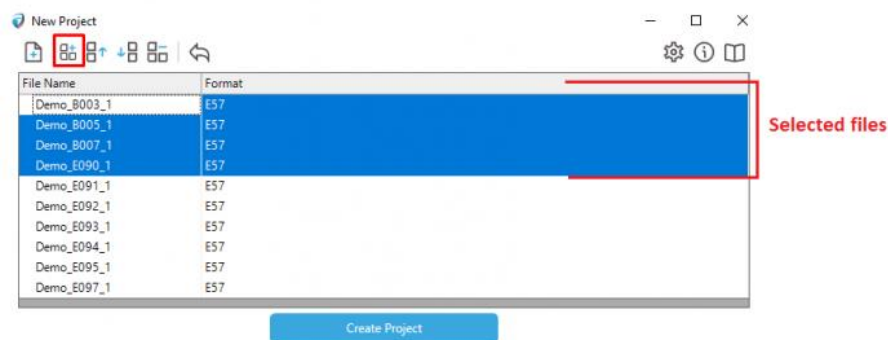 New Project
File Name Format
Demo_B003_1 E57
Demo_B005_1 E57
Demo_B007_1 E57
Demo_E090_1 E57
Demo_E091_1 E57
Demo_E092_1 E57
Demo_E093_1 E57
Demo_E094_1 E57
Demo_E095_1 E57
Demo_E097_1 E57
Selected files
Create Project